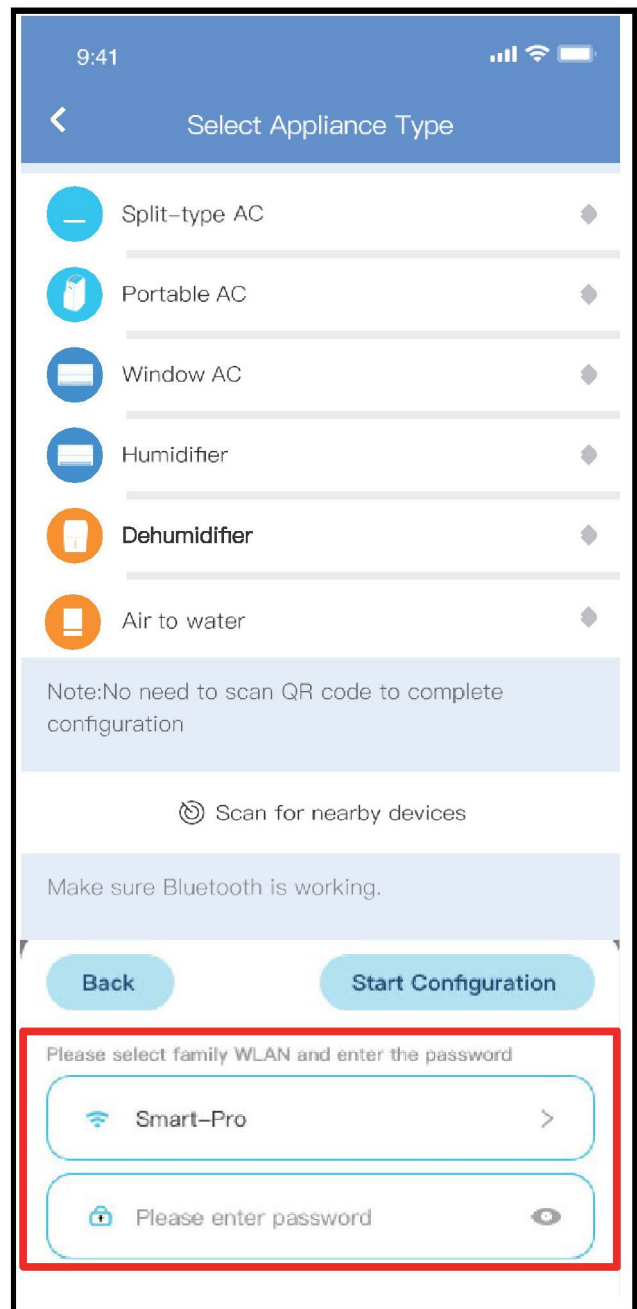 9:41
Select Appliance Type
Split-type AC
Portable AC
Window AC
Humidifier
Dehumidifier
Air to water
Note:No need to scan QR code to complete
configuration
Scan for nearby devices
Make sure Bluetooth is working.
Back
Start Configuration
Please select family WLAN and enter the password
Smart-Pro
Please enter password